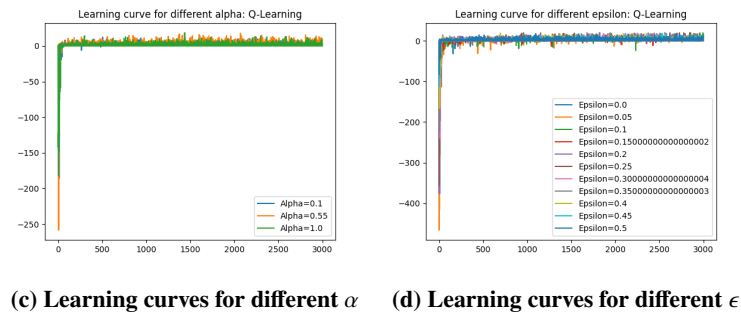 Learning curve for different alpha: Q-Learning
0
−50
−100
−150
−200
−250
0 500 1000 1500 2000 2500 3000
Alpha=0.1
Alpha=0.55
Alpha=1.0
Learning curve for different epsilon: Q-Learning
0
−100
−200
−300
−400
0 500 1000 1500 2000 2500 3000
Epsilon=0.0
Epsilon=0.05
Epsilon=0.1
Epsilon=0.15000000000000002
Epsilon=0.2
Epsilon=0.25
Epsilon=0.30000000000000004
Epsilon=0.35000000000000003
Epsilon=0.4
Epsilon=0.45
Epsilon=0.5
(c) Learning curves for different α
(d) Learning curves for different ϵ